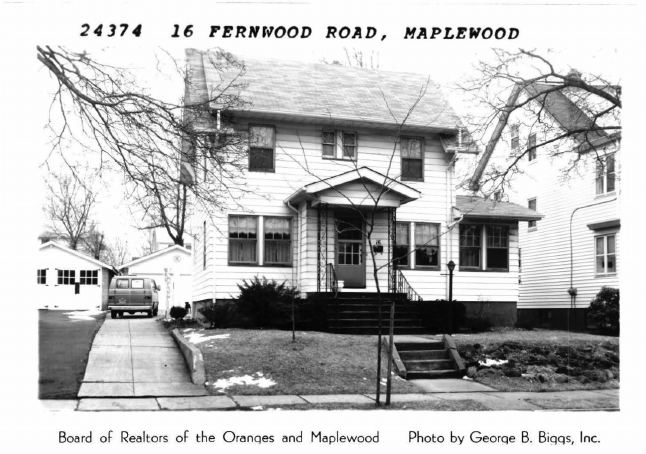 24374 16 FERNWOOD ROAD, MAPLEWOOD
Board of Realtors of the Oranges and Maplewood Photo by George B. Biggs, Inc.